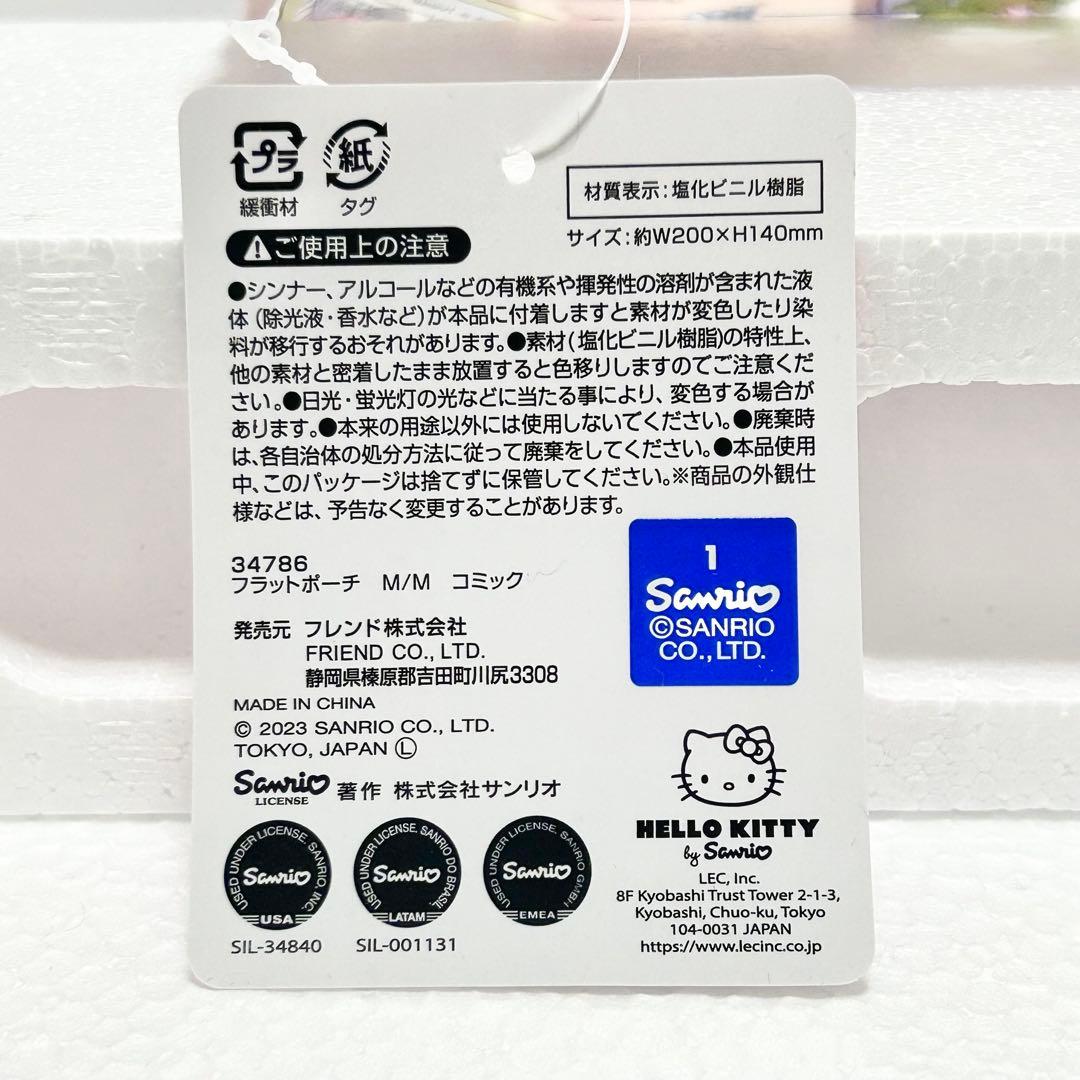 プラ 紙
緩衝材 タグ
材質表示:塩化ビニル樹脂
サイズ:約W200×H140mm
ご使用上の注意
●シンナー、アルコールなどの有機系や揮発性の溶剤が含まれた液
体(除光液・香水など)が本品に付着しますと素材が変色したり染
料が移行するおそれがあります。●素材(塩化ビニル樹脂)の特性上、
他の素材と密着したまま放置すると色移りしますのでご注意くだ
さい。●日光・蛍光灯の光などに当たる事により、変色する場合が
あります。●本来の用途以外には使用しないでください。●廃棄時
は、各自治体の処分方法に従って廃棄をしてください。●本品使用
中、このパッケージは捨てずに保管してください。※商品の外観仕
様などは、予告なく変更することがあります。
34786
フラットポーチ M/M コミック
発売元 フレンド株式会社
FRIEND CO., LTD.
静岡県榛原郡吉田町川尻3308
MADE IN CHINA
© 2023 SANRIO CO., LTD.
TOKYO, JAPAN Ⓛ
Sanrio
LICENSE
著作 株式会社サンリオ
1
Sanrio
©SANRIO
CO.,LTD.
USED UNDER LICENSE. SANRIO, INC.
Sanrio
USA
SIL-34840
USED UNDER LICENSE. SANRIO DO BRASIL
Sanrio
LATAM
SIL-001131
USED UNDER LICENSE. SANRIO GMBH
Sanrio
EMEA
HELLO KITTY
by Sanrio
LEC, Inc.
8F Kyobashi Trust Tower 2-1-3,
Kyobashi, Chuo-ku, Tokyo
104-0031 JAPAN
https://www.lecinc.co.jp